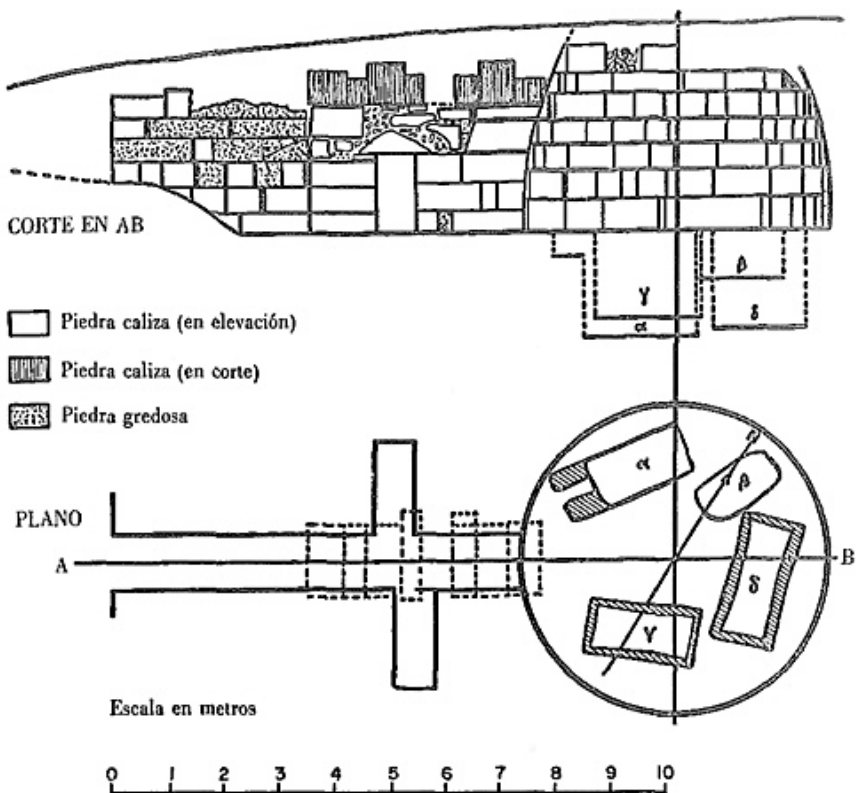 CORTE EN AB
γ
α
β
δ
Piedra caliza (en elevación)
Piedra caliza (en corte)
Piedra gredosa
PLANO
A
B
α
β
δ
γ
Escala en metros
0 1 2 3 4 5 6 7 8 9 10